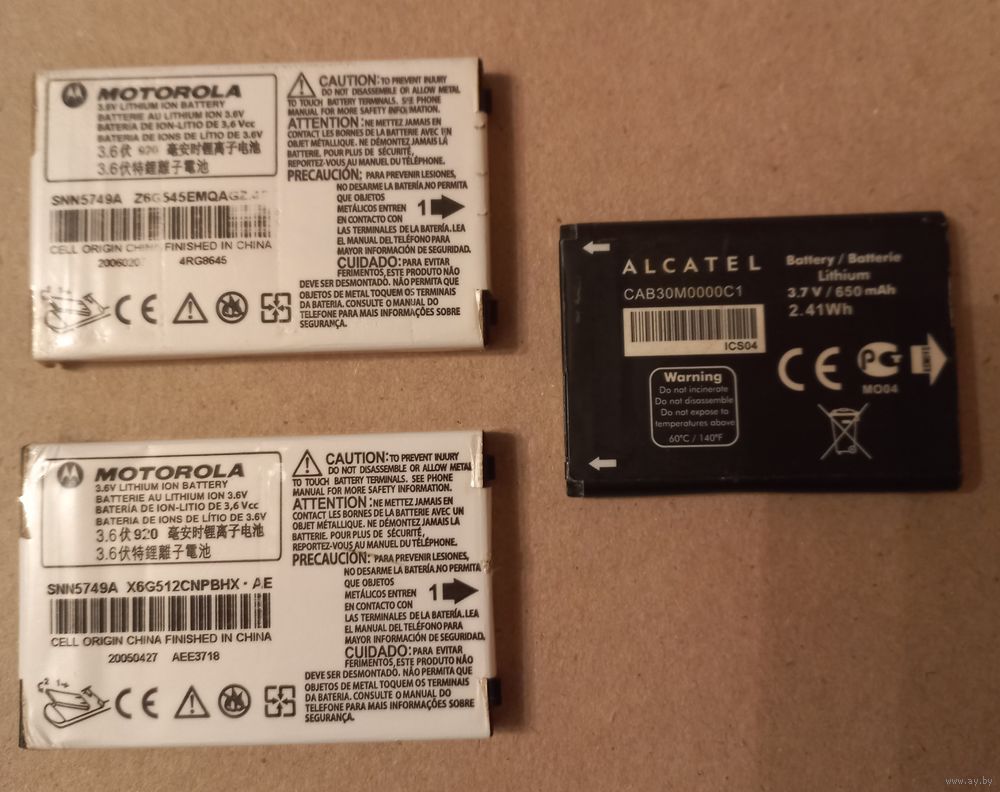 MOTOROLA
3.6V LITHIUM ION BATTERY
BATTERIE AU LITHIUM ION 3.6V
BATERIA DE ION-LITIO DE 3,6 Vcc
BATERIA DE IONS DE LÍTIO DE 3.6V
3.6伏 920 毫安时锂离子电池
3.6伏特鋰離子電池
SNN5749A
CELL ORIGIN FINISHED IN CHINA
4RG8645
CE
CAUTION: TO PREVENT INJURY
DO NOT DISASSEMBLE OR ALLOW METAL
TO TOUCH BATTERY TERMINALS. SEE PHONE
MANUAL FOR MORE SAFETY INFORMATION.
ATTENTION: NE METTEZ JAMAIS EN
CONTACT LES BORNES DE LA BATTERIE AVEC UN
OBJET MÉTALLIQUE. NE DÉMONTEZ JAMAIS LA
BATTERIE. POUR PLUS DE SÉCURITÉ,
REPORTEZ-VOUS AU MANUEL DU TÉLÉPHONE.
PRECAUCIÓN: PARA PREVENIR LESIONES,
NO DESARME LA BATERÍA.NO PERMITA
QUE OBJETOS
METÁLICOS ENTREN
EN CONTACTO CON
LAS TERMINALES DE LA BATERÍA. LEA
EL MANUAL DEL TELÉFONO PARA
MAYOR INFORMACIÓN DE SEGURIDAD.
1
CUIDADO: PARA EVITAR
FERIMENTOS,ESTE PRODUTO NÃO
DEVE SER DESMONTADO. NÃO PERMITA QUE
OBJETOS DE METAL TOQUEM OS TERMINAIS
DA BATERIA. CONSULTE O MANUAL DO
TELEFONE PARA MAIORES INFORMAÇÕES SOBRE
SEGURANÇA.
MOTOROLA
3.6V LITHIUM ION BATTERY
BATTERIE AU LITHIUM ION 3.6V
BATERÍA DE ION-LITIO DE 3,6 Vcc
BATERIA DE IONS DE LÍTIO DE 3.6V
3.6伏 920 毫安时锂离子电池
3.6伏特鋰離子電池
SNN5749A X6G512CNPBHX - AE
CELL ORIGIN CHINA FINISHED IN CHINA
20050427 AEE3718
2 1
CE
CAUTION: TO PREVENT INJURY
DO NOT DISASSEMBLE OR ALLOW METAL
TO TOUCH BATTERY TERMINALS. SEE PHONE
MANUAL FOR MORE SAFETY INFORMATION.
ATTENTION: NE METTEZ JAMAIS EN
CONTACT LES BORNES DE LA BATTERIE AVEC UN
OBJET MÉTALLIQUE. NE DÉMONTEZ JAMAIS LA
BATTERIE. POUR PLUS DE SÉCURITÉ,
REPORTEZ-VOUS AU MANUEL DU TÉLÉPHONE.
PRECAUCIÓN: PARA PREVENIR LESIONES,
NO DESARME LA BATERÍA.NO PERMITA
QUE OBJETOS
METÁLICOS ENTREN
EN CONTACTO CON
LAS TERMINALES DE LA BATERÍA. LEA
EL MANUAL DEL TELÉFONO PARA
MAYOR INFORMACIÓN DE SEGURIDAD.
1
CUIDADO: PARA EVITAR
FERIMENTOS,ESTE PRODUTO NÃO
DEVE SER DESMONTADO. NÃO PERMITA QUE
OBJETOS DE METAL TOQUEM OS TERMINAIS
DA BATERIA. CONSULTE O MANUAL DO
TELEFONE PARA MAIORES INFORMAÇÕES SOBRE
SEGURANÇA.
ALCATEL
CAB30M0000C1
ICS04
Battery / Batterie
Lithium
3.7 V / 650 mAh
2.41Wh
CE
MO04
Warning
Do not incinerate
Do not disassemble
Do not expose to
temperatures above
60°C / 140°F
www.ay.by